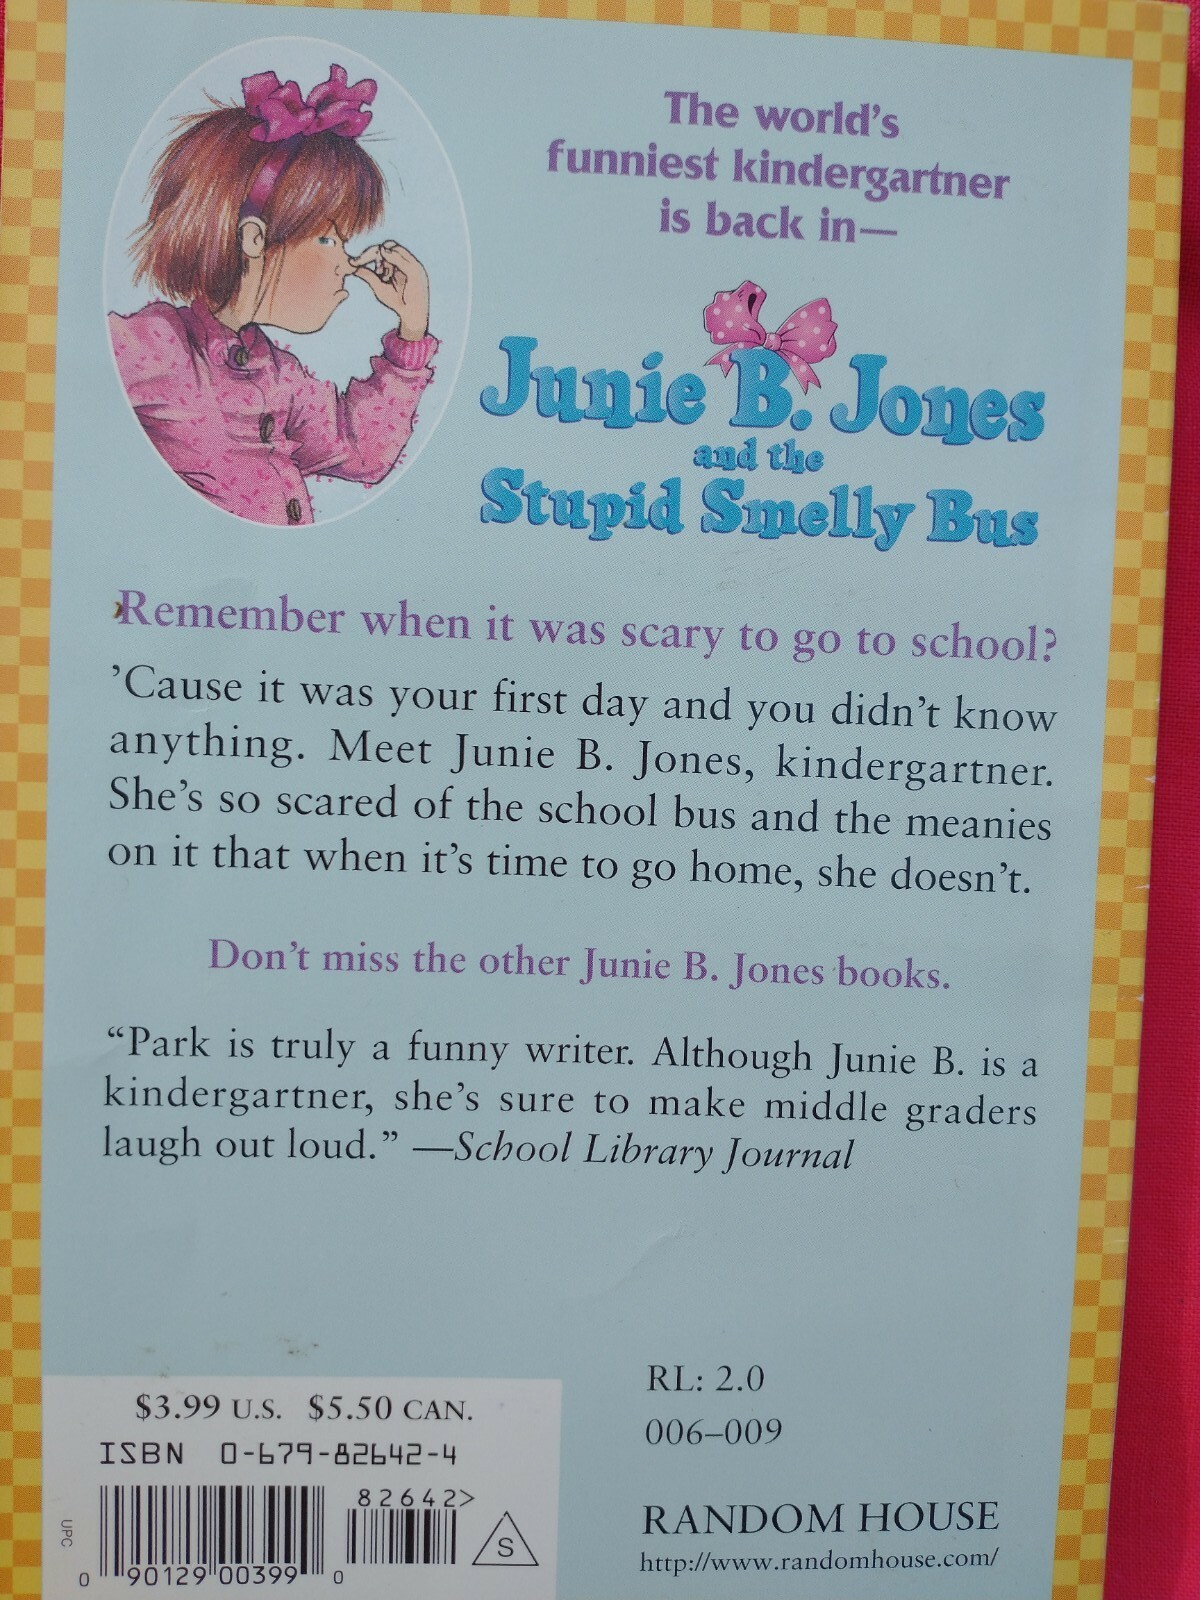 The world's
funniest kindergartner
is back in—
Junie B. Jones
and the
Stupid Smelly Bus
Remember when it was scary to go to school?
’Cause it was your first day and you didn’t know
anything. Meet Junie B. Jones, kindergartner.
She’s so scared of the school bus and the meanies
on it that when it’s time to go home, she doesn’t.
Don’t miss the other Junie B. Jones books.
“Park is truly a funny writer. Although Junie B. is a
kindergartner, she’s sure to make middle graders
laugh out loud.” —School Library Journal
$3.99 U.S. $5.50 CAN.
ISBN 0-679-82642-4
82642>
UPC
S
0 90129 00399 0
RL: 2.0
006–009
RANDOM HOUSE
http://www.randomhouse.com/